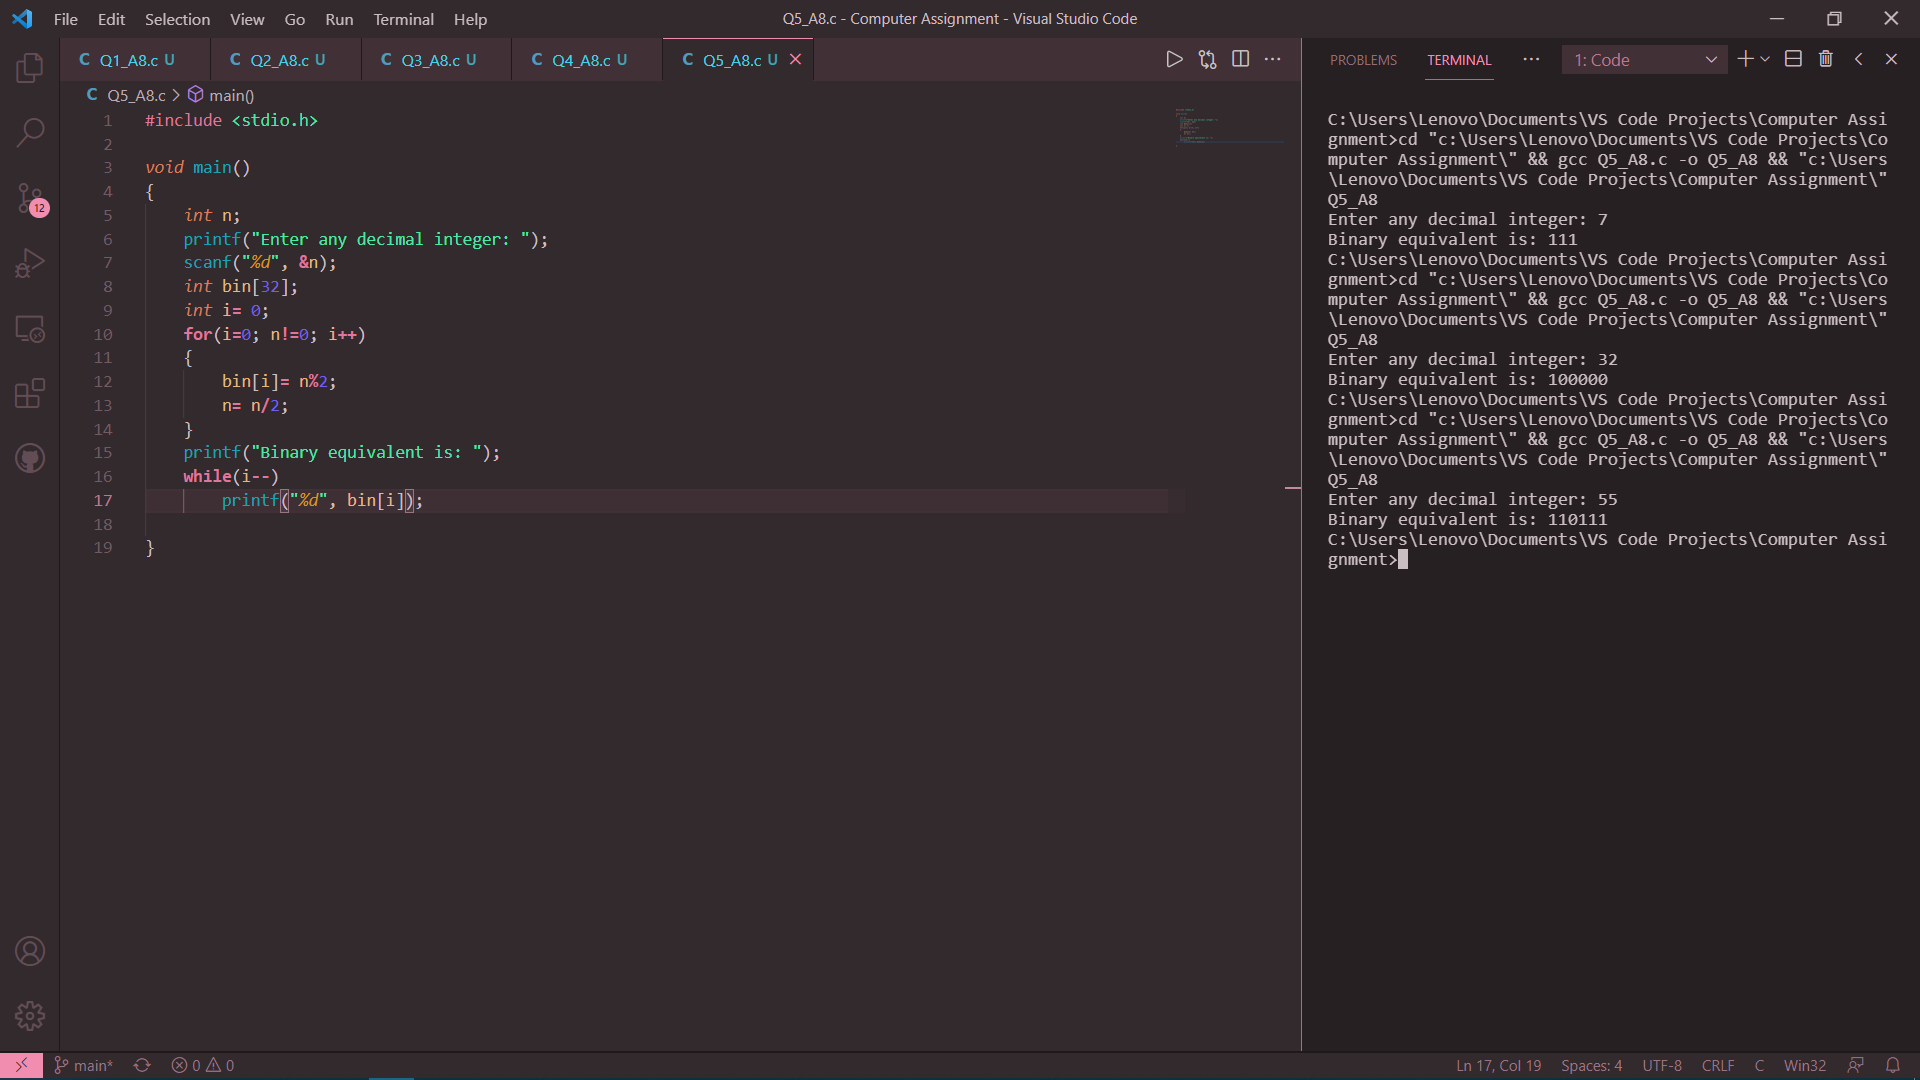 File Edit Selection View Go Run Terminal Help
Q5_A8.c - Computer Assignment - Visual Studio Code
C Q1_A8.c U C Q2_A8.c U C Q3_A8.c U C Q4_A8.c U C Q5_A8.c U
C Q5_A8.c > main()
1 #include <stdio.h>
2
3 void main()
4 {
5 int n;
6 printf("Enter any decimal integer: ");
7 scanf("%d", &n);
8 int bin[32];
9 int i= 0;
10 for(i=0; n!=0; i++)
11 {
12 bin[i]= n%2;
13 n= n/2;
14 }
15 printf("Binary equivalent is: ");
16 while(i--)
17 printf("%d", bin[i]);
18
19 }
12
PROBLEMS TERMINAL ··· 1: Code
C:\Users\Lenovo\Documents\VS Code Projects\Computer Assi
gnment>cd "c:\Users\Lenovo\Documents\VS Code Projects\Co
mputer Assignment\" && gcc Q5_A8.c -o Q5_A8 && "c:\Users
\Lenovo\Documents\VS Code Projects\Computer Assignment\"
Q5_A8
Enter any decimal integer: 7
Binary equivalent is: 111
C:\Users\Lenovo\Documents\VS Code Projects\Computer Assi
gnment>cd "c:\Users\Lenovo\Documents\VS Code Projects\Co
mputer Assignment\" && gcc Q5_A8.c -o Q5_A8 && "c:\Users
\Lenovo\Documents\VS Code Projects\Computer Assignment\"
Q5_A8
Enter any decimal integer: 32
Binary equivalent is: 100000
C:\Users\Lenovo\Documents\VS Code Projects\Computer Assi
gnment>cd "c:\Users\Lenovo\Documents\VS Code Projects\Co
mputer Assignment\" && gcc Q5_A8.c -o Q5_A8 && "c:\Users
\Lenovo\Documents\VS Code Projects\Computer Assignment\"
Q5_A8
Enter any decimal integer: 55
Binary equivalent is: 110111
C:\Users\Lenovo\Documents\VS Code Projects\Computer Assi
gnment>
main* 0 0
Ln 17, Col 19 Spaces: 4 UTF-8 CRLF C Win32